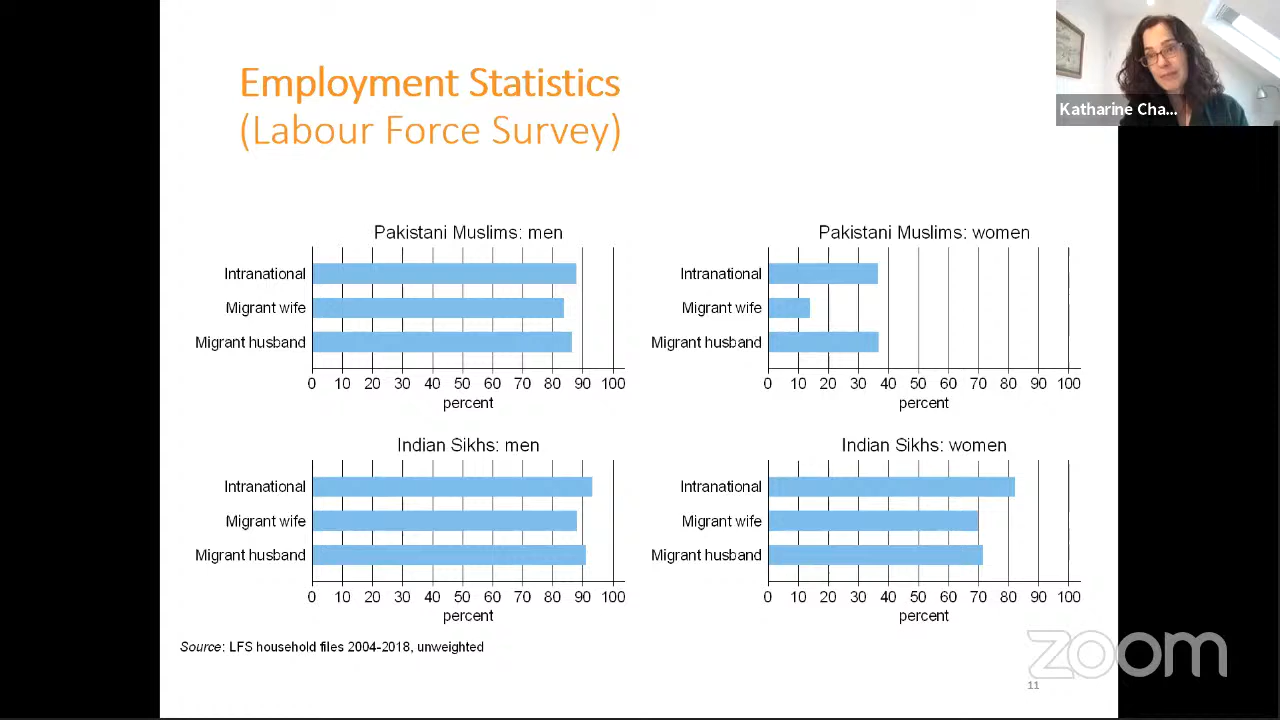 Employment Statistics
(Labour Force Survey)
Katharine Cha...
Pakistani Muslims: men
Intranational
Migrant wife
Migrant husband
0 10 20 30 40 50 60 70 80 90 100
percent
Pakistani Muslims: women
Intranational
Migrant wife
Migrant husband
0 10 20 30 40 50 60 70 80 90 100
percent
Indian Sikhs: men
Intranational
Migrant wife
Migrant husband
0 10 20 30 40 50 60 70 80 90 100
percent
Indian Sikhs: women
Intranational
Migrant wife
Migrant husband
0 10 20 30 40 50 60 70 80 90 100
percent
Source: LFS household files 2004-2018, unweighted
zoom
11